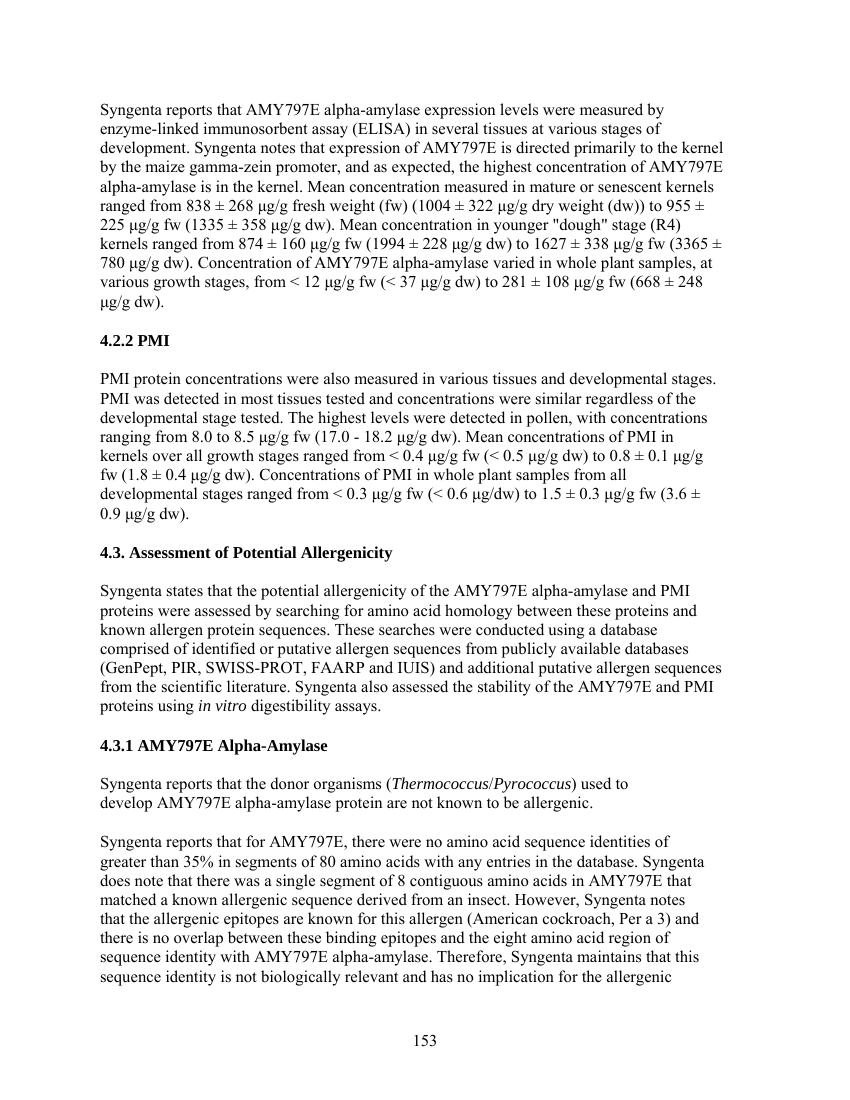 Syngenta reports that AMY797E alpha-amylase expression levels were measured by
enzyme-linked immunosorbent assay (ELISA) in several tissues at various stages of
development. Syngenta notes that expression of AMY797E is directed primarily to the kernel
by the maize gamma-zein promoter, and as expected, the highest concentration of AMY797E
alpha-amylase is in the kernel. Mean concentration measured in mature or senescent kernels
ranged from 838 ± 268 μg/g fresh weight (fw) (1004 ± 322 μg/g dry weight (dw)) to 955 ±
225 μg/g fw (1335 ± 358 μg/g dw). Mean concentration in younger "dough" stage (R4)
kernels ranged from 874 ± 160 μg/g fw (1994 ± 228 μg/g dw) to 1627 ± 338 μg/g fw (3365 ±
780 μg/g dw). Concentration of AMY797E alpha-amylase varied in whole plant samples, at
various growth stages, from < 12 μg/g fw (< 37 μg/g dw) to 281 ± 108 μg/g fw (668 ± 248
μg/g dw).
4.2.2 PMI
PMI protein concentrations were also measured in various tissues and developmental stages.
PMI was detected in most tissues tested and concentrations were similar regardless of the
developmental stage tested. The highest levels were detected in pollen, with concentrations
ranging from 8.0 to 8.5 μg/g fw (17.0 - 18.2 μg/g dw). Mean concentrations of PMI in
kernels over all growth stages ranged from < 0.4 μg/g fw (< 0.5 μg/g dw) to 0.8 ± 0.1 μg/g
fw (1.8 ± 0.4 μg/g dw). Concentrations of PMI in whole plant samples from all
developmental stages ranged from < 0.3 μg/g fw (< 0.6 μg/dw) to 1.5 ± 0.3 μg/g fw (3.6 ±
0.9 μg/g dw).
4.3. Assessment of Potential Allergenicity
Syngenta states that the potential allergenicity of the AMY797E alpha-amylase and PMI
proteins were assessed by searching for amino acid homology between these proteins and
known allergen protein sequences. These searches were conducted using a database
comprised of identified or putative allergen sequences from publicly available databases
(GenPept, PIR, SWISS-PROT, FAARP and IUIS) and additional putative allergen sequences
from the scientific literature. Syngenta also assessed the stability of the AMY797E and PMI
proteins using in vitro digestibility assays.
4.3.1 AMY797E Alpha-Amylase
Syngenta reports that the donor organisms (Thermococcus/Pyrococcus) used to
develop AMY797E alpha-amylase protein are not known to be allergenic.
Syngenta reports that for AMY797E, there were no amino acid sequence identities of
greater than 35% in segments of 80 amino acids with any entries in the database. Syngenta
does note that there was a single segment of 8 contiguous amino acids in AMY797E that
matched a known allergenic sequence derived from an insect. However, Syngenta notes
that the allergenic epitopes are known for this allergen (American cockroach, Per a 3) and
there is no overlap between these binding epitopes and the eight amino acid region of
sequence identity with AMY797E alpha-amylase. Therefore, Syngenta maintains that this
sequence identity is not biologically relevant and has no implication for the allergenic
153